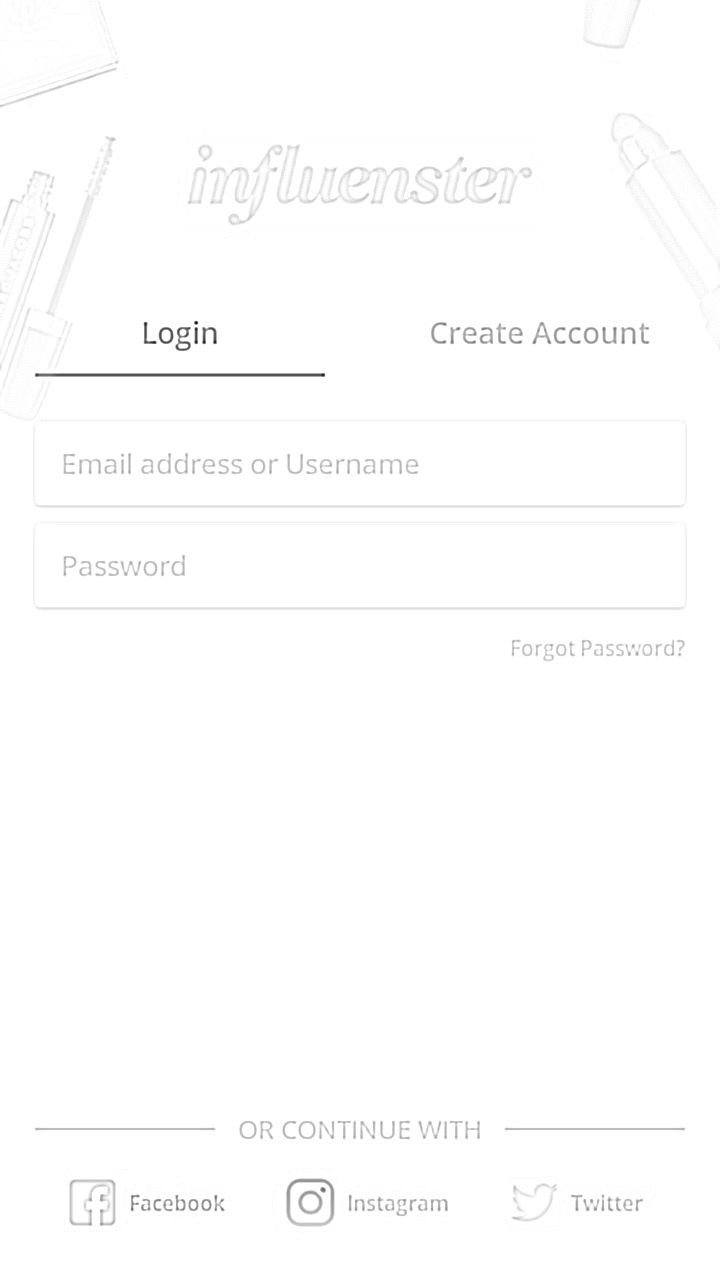 influenster
Login
Create Account
Email address or Username
Password
Forgot Password?
OR CONTINUE WITH
Facebook
Instagram
Twitter